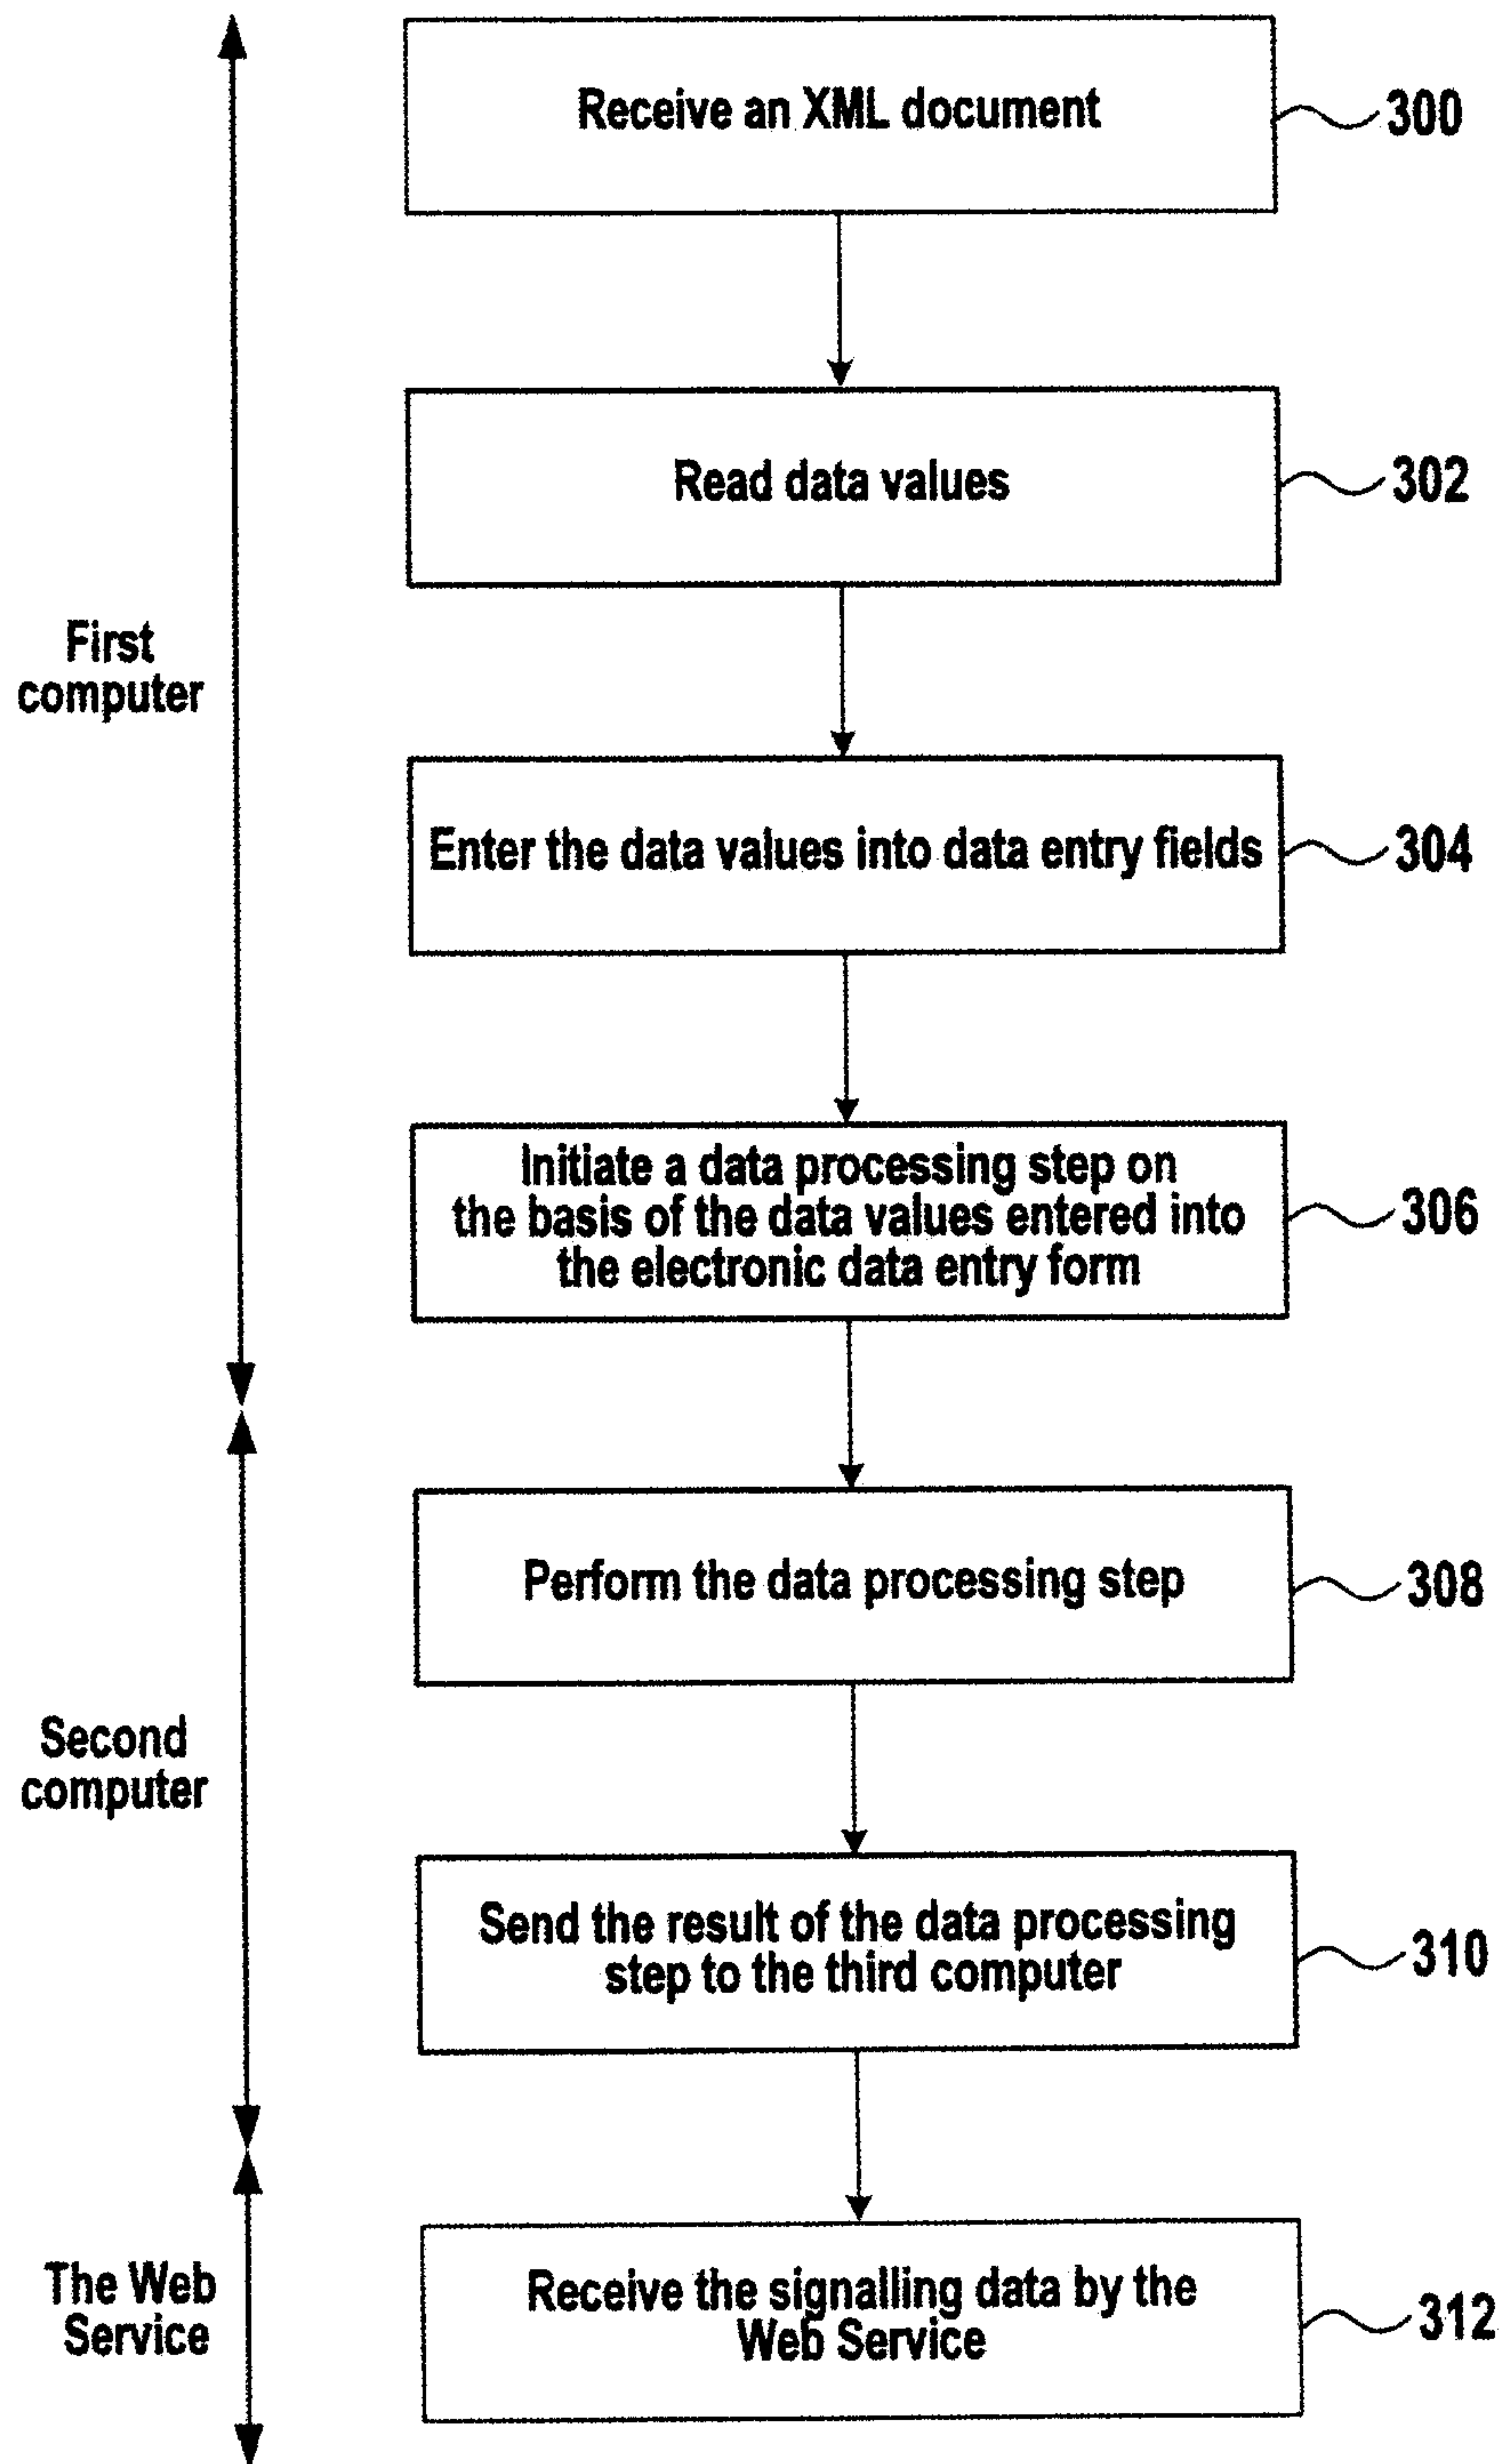 Receive an XML document
300
Read data values
302
First
computer
Enter the data values into data entry fields
304
Initiate a data processing step on
the basis of the data values entered into
the electronic data entry form
306
Perform the data processing step
308
Second
computer
Send the result of the data processing
step to the third computer
310
The Web
Service
Receive the signalling data by the
Web Service
312